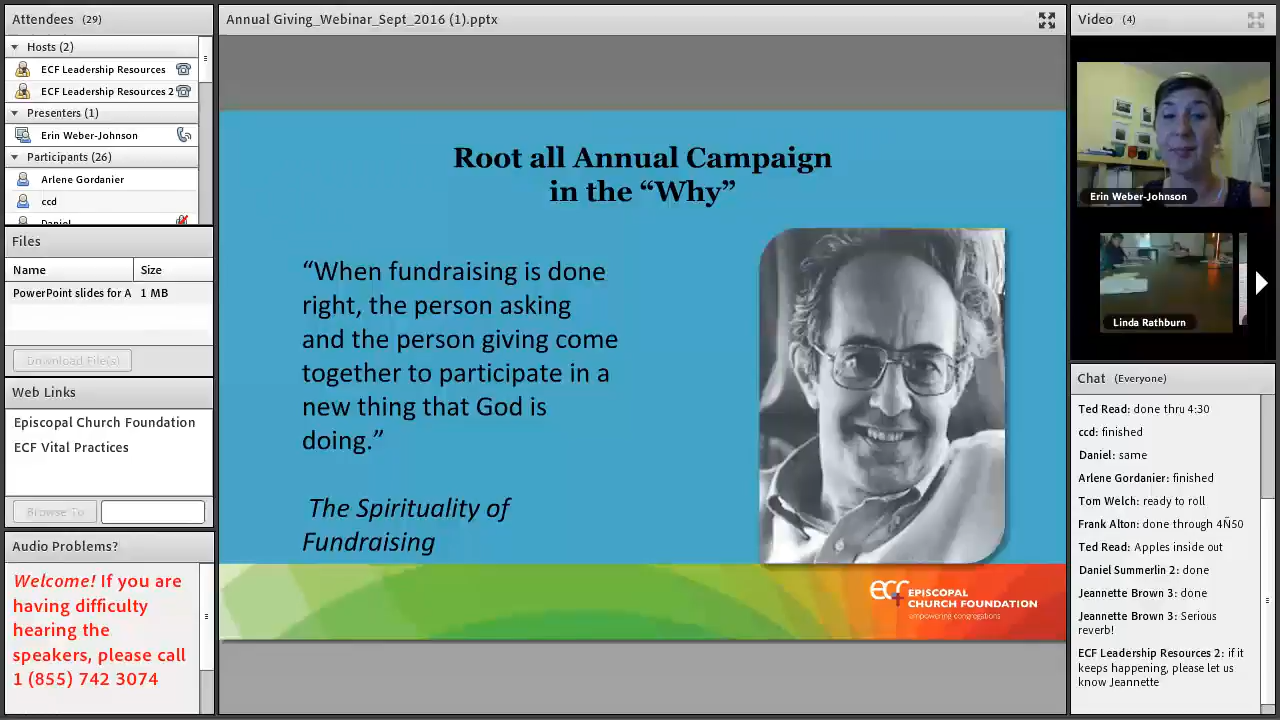 Attendees (29)
Hosts (2)
ECF Leadership Resources
ECF Leadership Resources 2
Presenters (1)
Erin Weber-Johnson
Participants (26)
Arlene Gordanier
ccd
Daniel
Files
Name Size
PowerPoint slides for A 1 MB
Download File(s)
Web Links
Episcopal Church Foundation
ECF Vital Practices
Browse To
Audio Problems?
Welcome! If you are
having difficulty
hearing the
speakers, please call
1 (855) 742 3074
Annual Giving_Webinar_Sept_2016 (1).pptx
Root all Annual Campaign
in the “Why”
“When fundraising is done
right, the person asking
and the person giving come
together to participate in a
new thing that God is
doing.”
The Spirituality of
Fundraising
ecf EPISCOPAL
CHURCH FOUNDATION
empowering congregations
Video (4)
Erin Weber-Johnson
Linda Rathburn
Chat (Everyone)
Ted Read: done thru 4:30
ccd: finished
Daniel: same
Arlene Gordanier: finished
Tom Welch: ready to roll
Frank Alton: done through 4Ñ50
Ted Read: Apples inside out
Daniel Summerlin 2: done
Jeannette Brown 3: done
Jeannette Brown 3: Serious
reverb!
ECF Leadership Resources 2: if it
keeps happening, please let us
know Jeannette